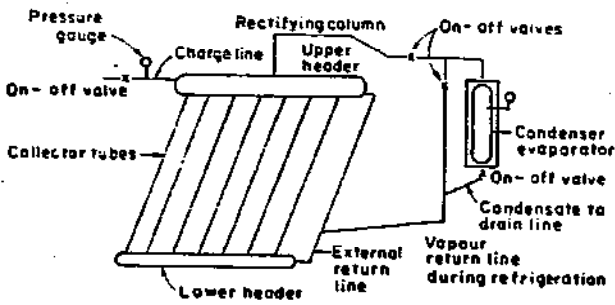 Pressure
gauge
Rectifying column
On-off valves
Charge line
Upper
header
On-off valve
Collector tubes
Condenser
evaporator
On-off valve
Condensate to
drain line
External
return
line
Vapour
return line
during refrigeration
Lower header